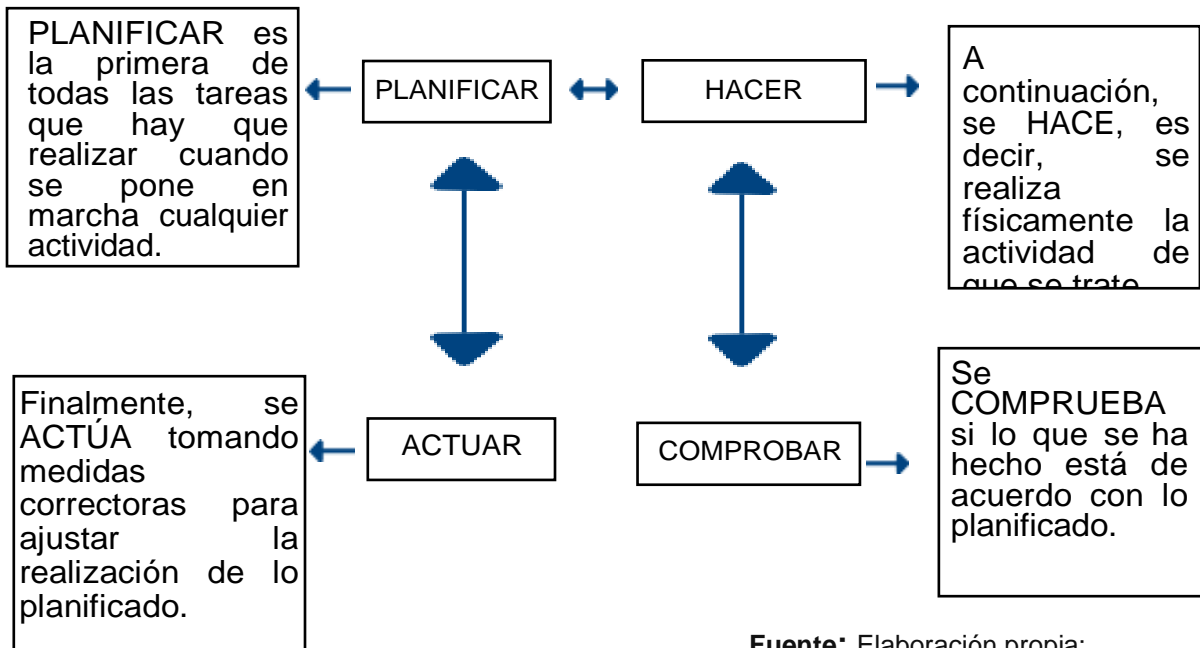 PLANIFICAR es
la primera de
todas las tareas
que hay que
realizar cuando
se pone en
marcha cualquier
actividad.
PLANIFICAR
HACER
A
continuación,
se HACE, es
decir, se
realiza
físicamente la
actividad de
que se trate
Finalmente, se
ACTÚA tomando
medidas
correctoras para
ajustar la
realización de lo
planificado.
ACTUAR
COMPROBAR
Se
COMPRUEBA
si lo que se ha
hecho está de
acuerdo con lo
planificado.
Fuente: Elaboración propia;